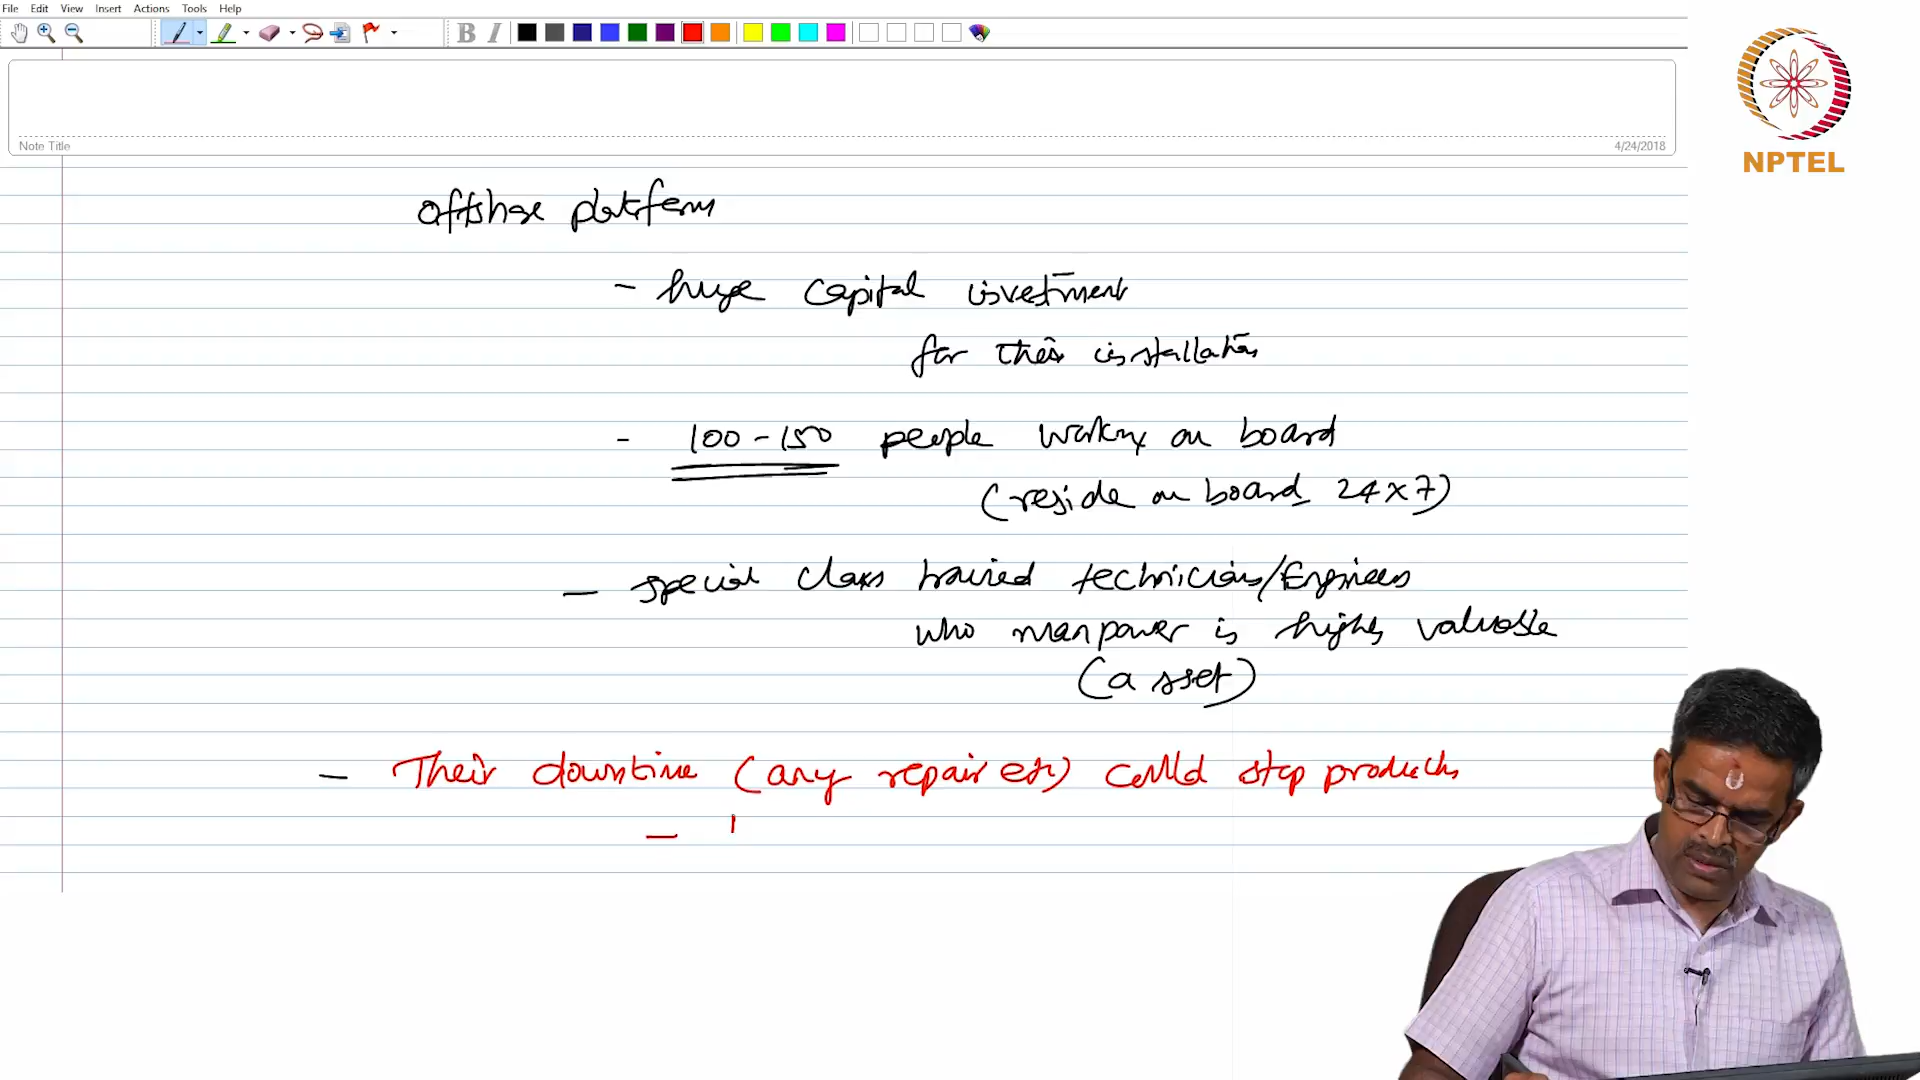 File Edit View Insert Actions Tools Help
B I
Note Title
4/24/2018
NPTEL
offshore platforms
- huge capital investment
for their installation
- 100-150 people working on board
(reside on board 24x7)
- special class trained technicians/Engineers
who manpower is highly valuable
(asset)
- Their downtime (any repair etc) could stop production
-